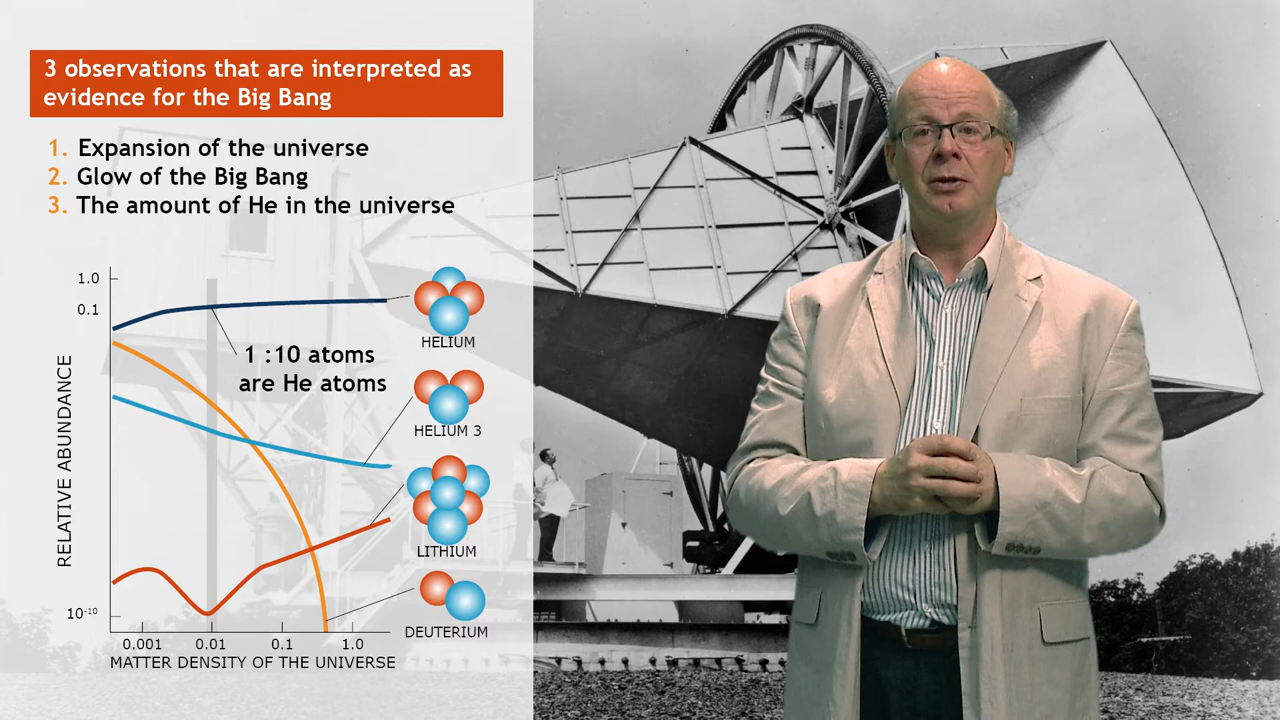 3 observations that are interpreted as
evidence for the Big Bang
1. Expansion of the universe
2. Glow of the Big Bang
3. The amount of He in the universe
1.0
0.1
10⁻¹⁰
RELATIVE ABUNDANCE
1 :10 atoms
are He atoms
HELIUM
HELIUM 3
LITHIUM
DEUTERIUM
0.001 0.01 0.1 1.0
MATTER DENSITY OF THE UNIVERSE